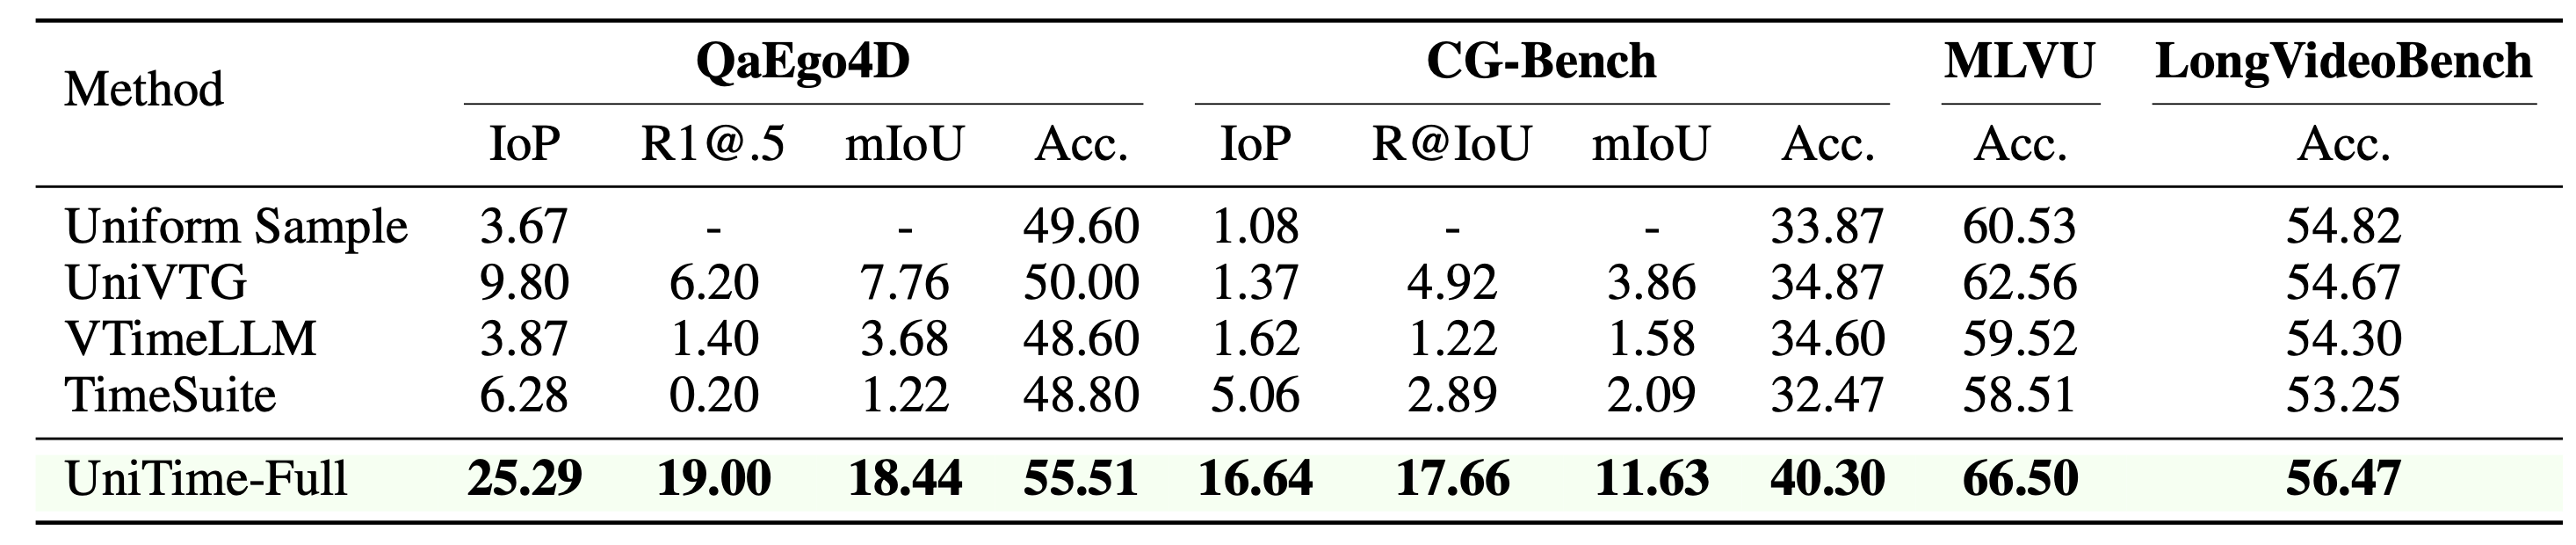 Method QaEgo4D CG-Bench MLVU LongVideoBench
IoP R1@.5 mIoU Acc. IoP R@IoU mIoU Acc. Acc. Acc.
Uniform Sample 3.67 - - 49.60 1.08 - - 33.87 60.53 54.82
UniVTG 9.80 6.20 7.76 50.00 1.37 4.92 3.86 34.87 62.56 54.67
VTimeLLM 3.87 1.40 3.68 48.60 1.62 1.22 1.58 34.60 59.52 54.30
TimeSuite 6.28 0.20 1.22 48.80 5.06 2.89 2.09 32.47 58.51 53.25
UniTime-Full 25.29 19.00 18.44 55.51 16.64 17.66 11.63 40.30 66.50 56.47